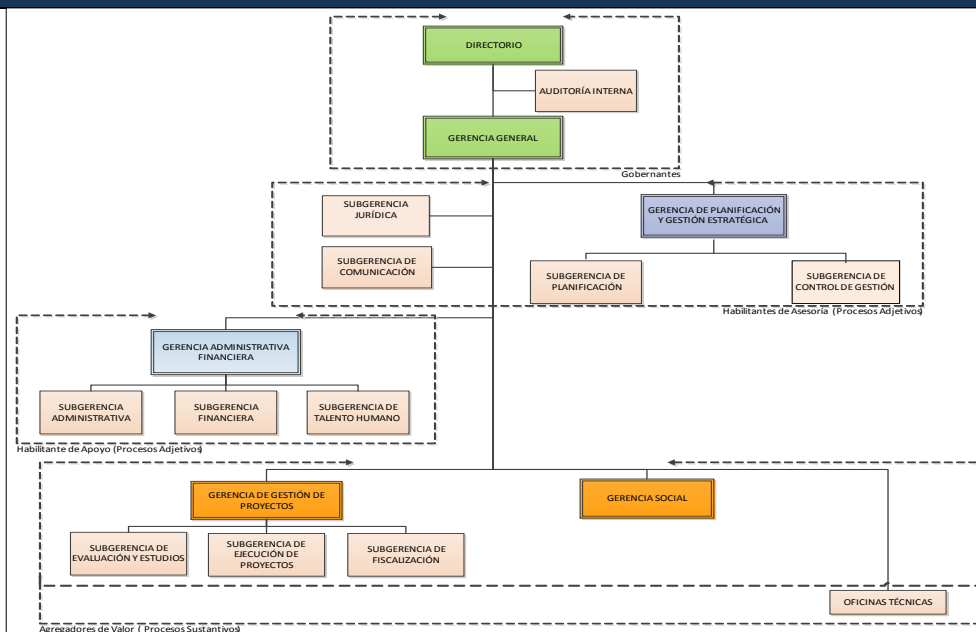 DIRECTORIO
AUDITORÍA INTERNA
GERENCIA GENERAL
Gobernantes
SUBGERENCIA
JURÍDICA
GERENCIA DE PLANIFICACIÓN
Y GESTIÓN ESTRATÉGICA
SUBGERENCIA DE
COMUNICACIÓN
SUBGERENCIA DE
PLANIFICACIÓN
SUBGERENCIA DE
CONTROL DE GESTIÓN
Habilitantes de Asesoría (Procesos Adjetivos)
GERENCIA ADMINISTRATIVA
FINANCIERA
SUBGERENCIA
ADMINISTRATIVA
SUBGERENCIA
FINANCIERA
SUBGERENCIA DE
TALENTO HUMANO
Habilitante de Apoyo (Procesos Adjetivos)
GERENCIA DE GESTIÓN DE
PROYECTOS
GERENCIA SOCIAL
SUBGERENCIA DE
EVALUACIÓN Y ESTUDIOS
SUBGERENCIA DE
EJECUCIÓN DE
PROYECTOS
SUBGERENCIA DE
FISCALIZACIÓN
OFICINAS TÉCNICAS
Agregadores de Valor ( Procesos Sustantivos)